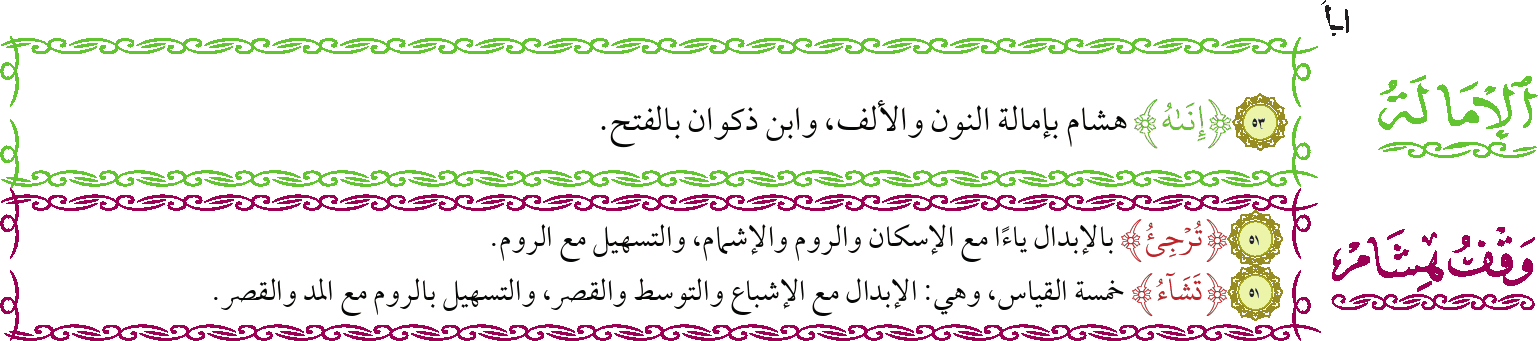 ٱلْإِمَالَةُ
٥٣ ﴿إِنَىٰهُ﴾ هشام بإمالة النون والألف، وابن ذكوان بالفتح.
وَقْفُ هِشَامٍ
٥١ ﴿تُرْجِئُ﴾ بالإبدال ياءًا مع الإسكان والروم والإشمام، والتسهيل مع الروم.
٥١ ﴿تَشَآءُ﴾ خمسة القياس، وهي: الإبدال مع الإشباع والتوسط والقصر، والتسهيل بالروم مع المد والقصر.